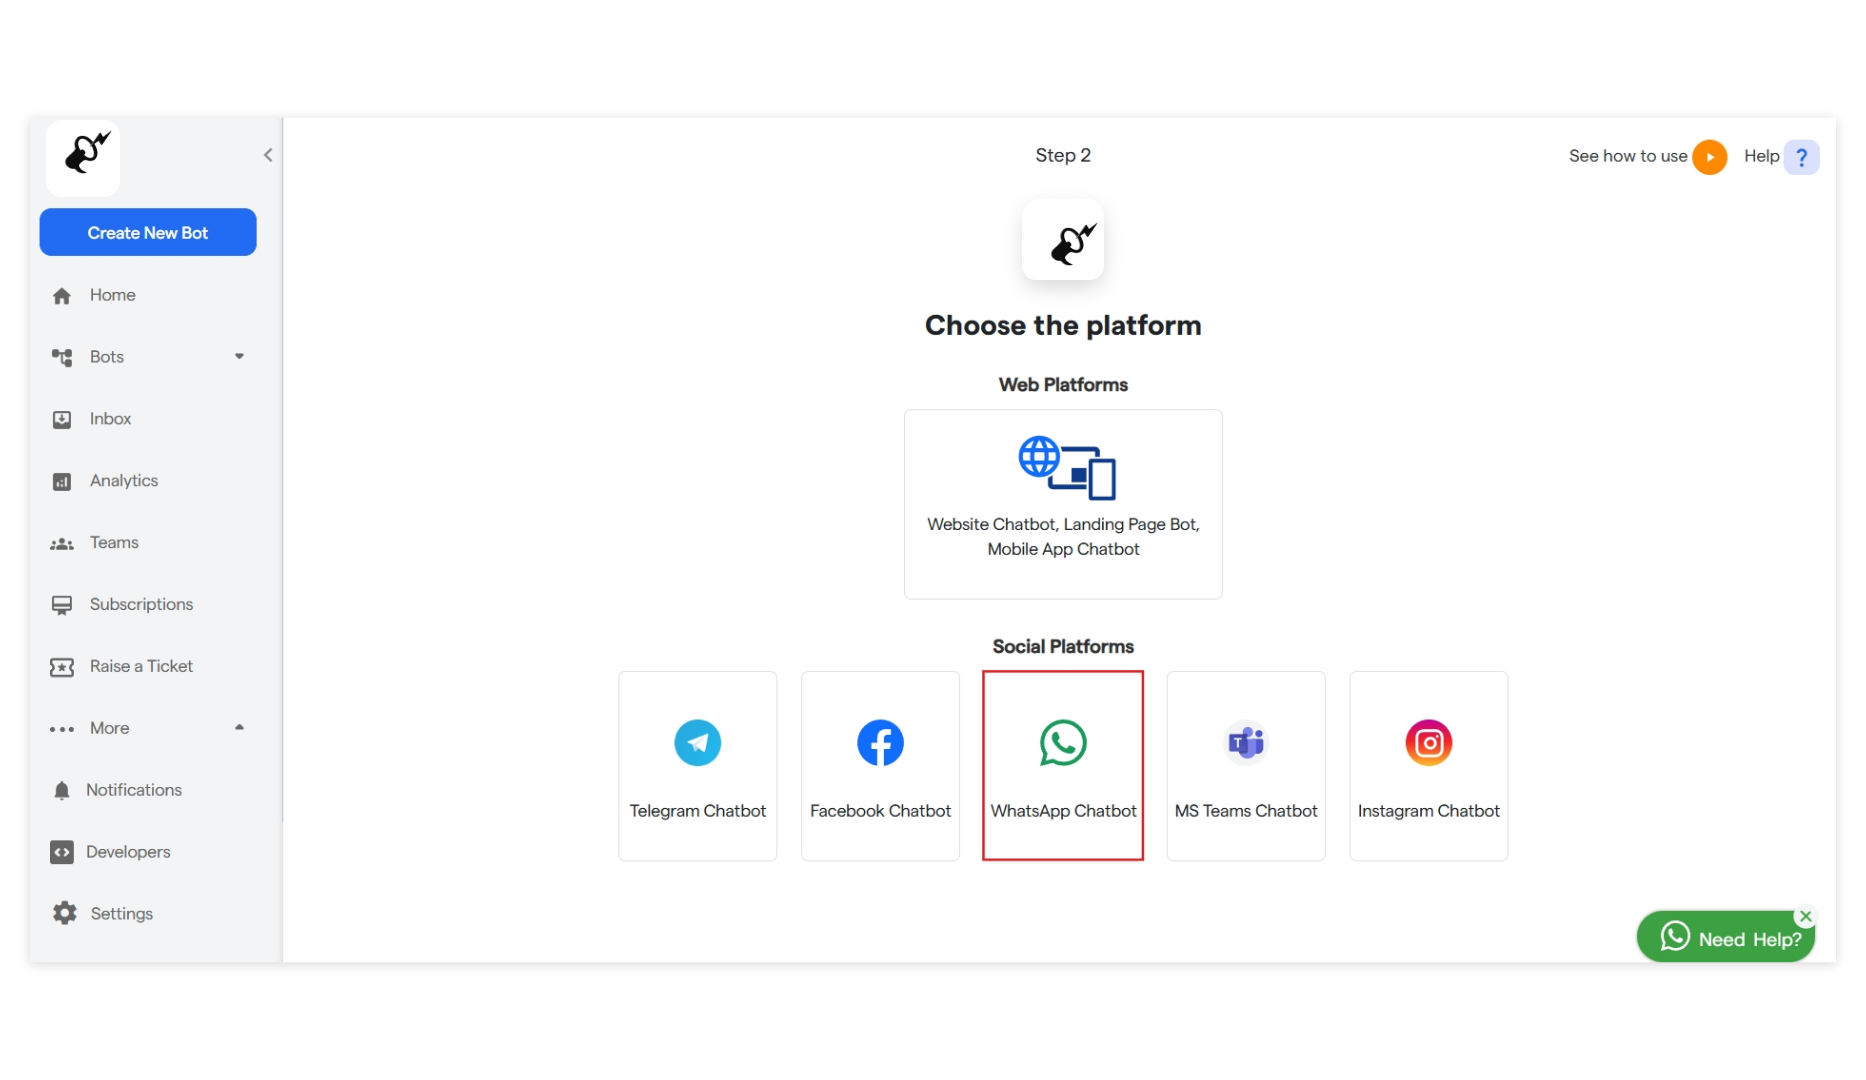 Step 2
See how to use
Help ?
Create New Bot
Home
Bots
Inbox
Analytics
Teams
Subscriptions
Raise a Ticket
More
Notifications
Developers
Settings
Choose the platform
Web Platforms
Website Chatbot, Landing Page Bot,
Mobile App Chatbot
Social Platforms
Telegram Chatbot
Facebook Chatbot
WhatsApp Chatbot
MS Teams Chatbot
Instagram Chatbot
Need Help?